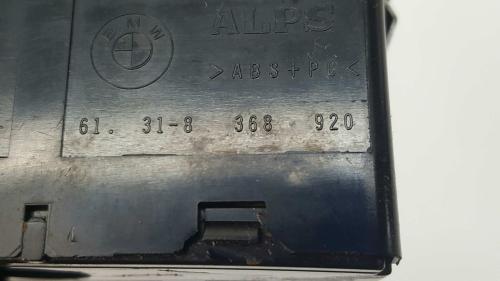 BMW
ALPS
>ABS+PC<
61. 31-8 368 920